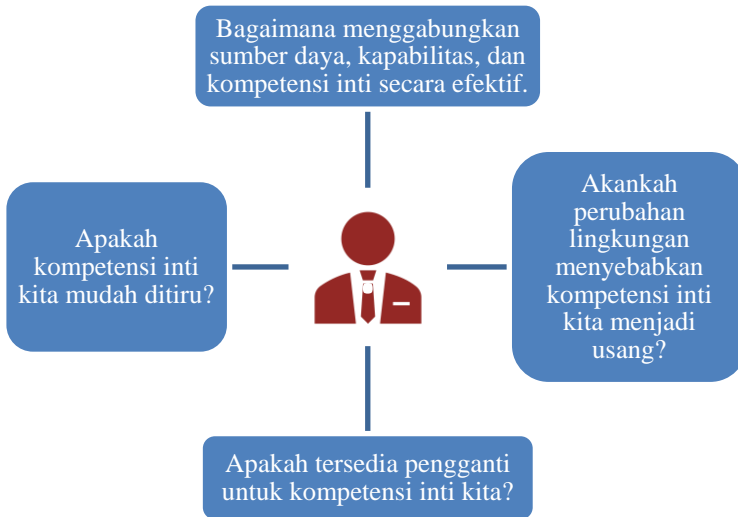 Bagaimana menggabungkan
sumber daya, kapabilitas, dan
kompetensi inti secara efektif.
Apakah
kompetensi inti
kita mudah ditiru?
Akankah
perubahan
lingkungan
menyebabkan
kompetensi inti
kita menjadi
usang?
Apakah tersedia pengganti
untuk kompetensi inti kita?